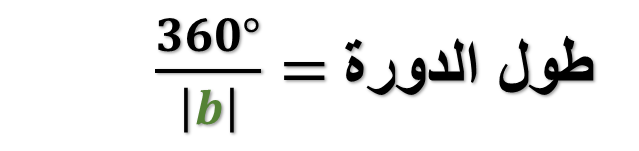 طول الدورة = 360° / |b|